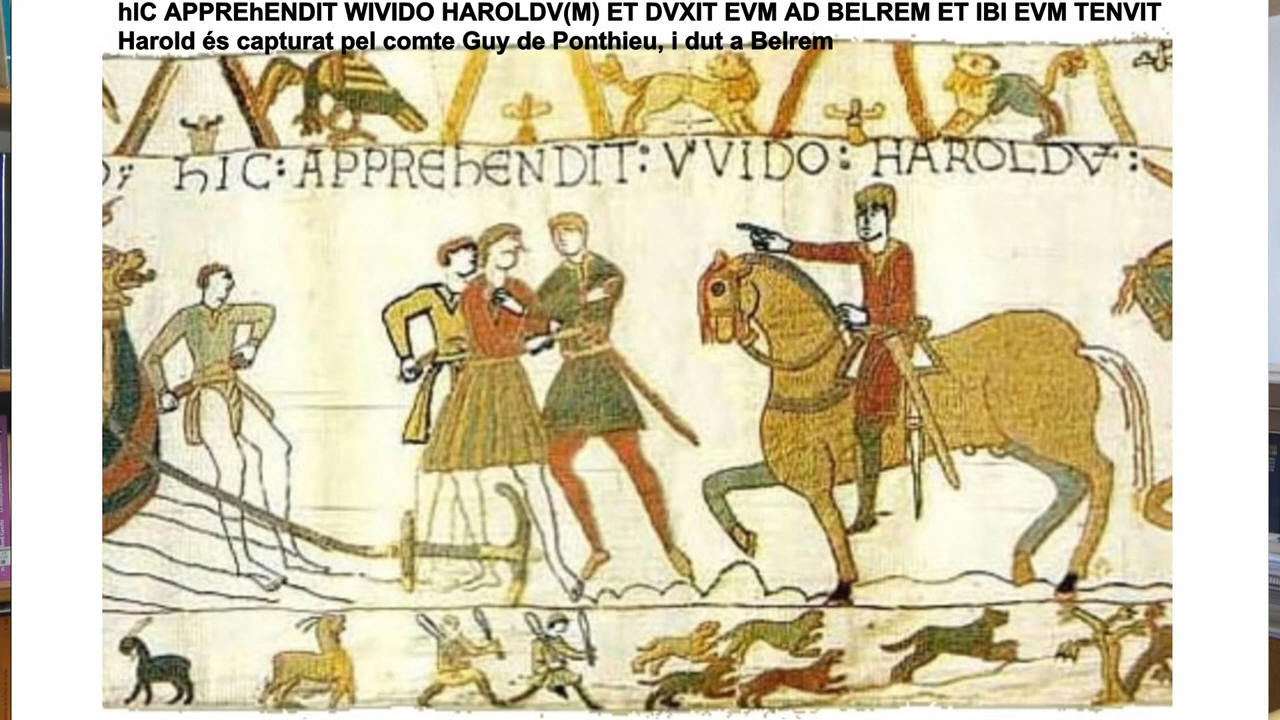 hIC APPREhENDIT WIVIDO HAROLDV(M) ET DVXIT EVM AD BELREM ET IBI EVM TENVIT
Harold és capturat pel comte Guy de Ponthieu, i dut a Belrem
hIC : APPREhENDIT : VVIDO : HAROLDV :